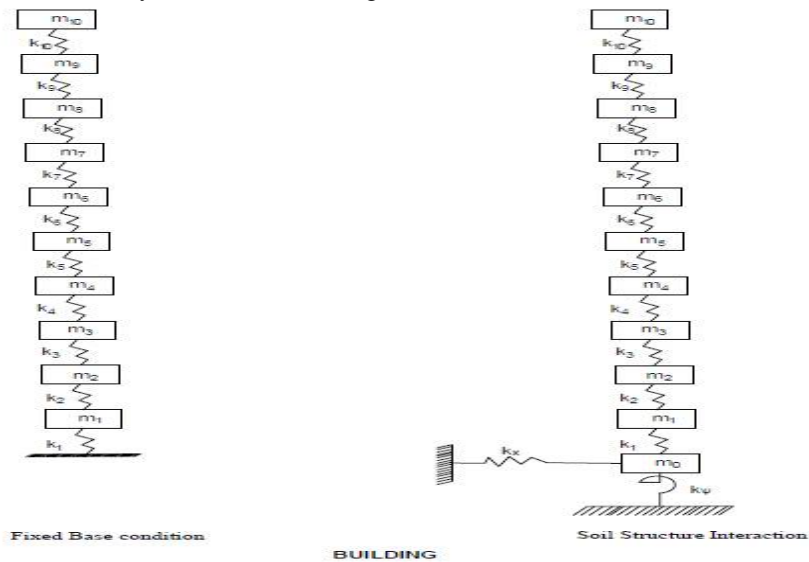 m10 m10
k10 k10
m9 m9
k9 k9
m8 m8
k8 k8
m7 m7
k7 k7
m6 m6
k6 k6
m5 m5
k5 k5
m4 m4
k4 k4
m3 m3
k3 k3
m2 m2
k2 k2
m1 m1
k1 k1
kx m0
kψ
Fixed Base condition Soil Structure Interaction
BUILDING